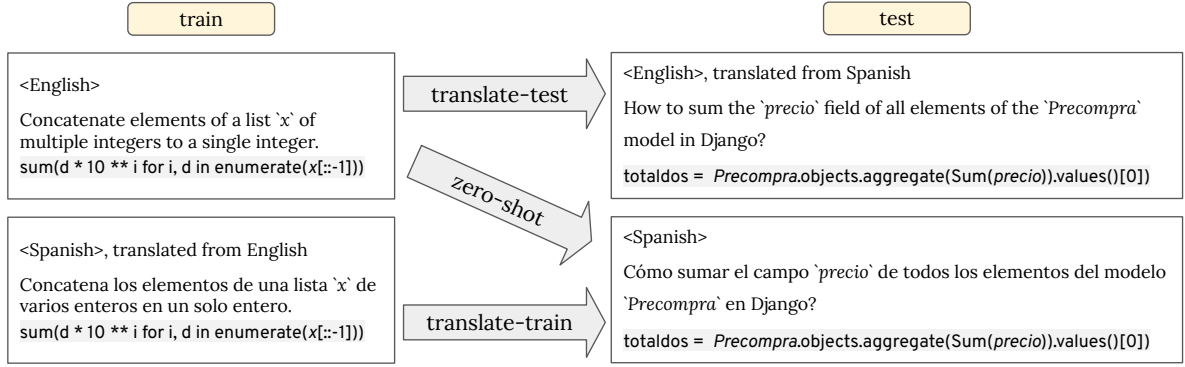 train
test
<English>
Concatenate elements of a list `x` of
multiple integers to a single integer.
sum(d * 10 ** i for i, d in enumerate(x[::-1]))
translate-test
<English>, translated from Spanish
How to sum the `precio` field of all elements of the `Precompra`
model in Django?
totaldos = Precompra.objects.aggregate(Sum(precio)).values()[0])
zero-shot
<Spanish>, translated from English
Concatena los elementos de una lista `x` de
varios enteros en un solo entero.
sum(d * 10 ** i for i, d in enumerate(x[::-1]))
translate-train
<Spanish>
Cómo sumar el campo `precio` de todos los elementos del modelo
`Precompra` en Django?
totaldos = Precompra.objects.aggregate(Sum(precio)).values()[0])